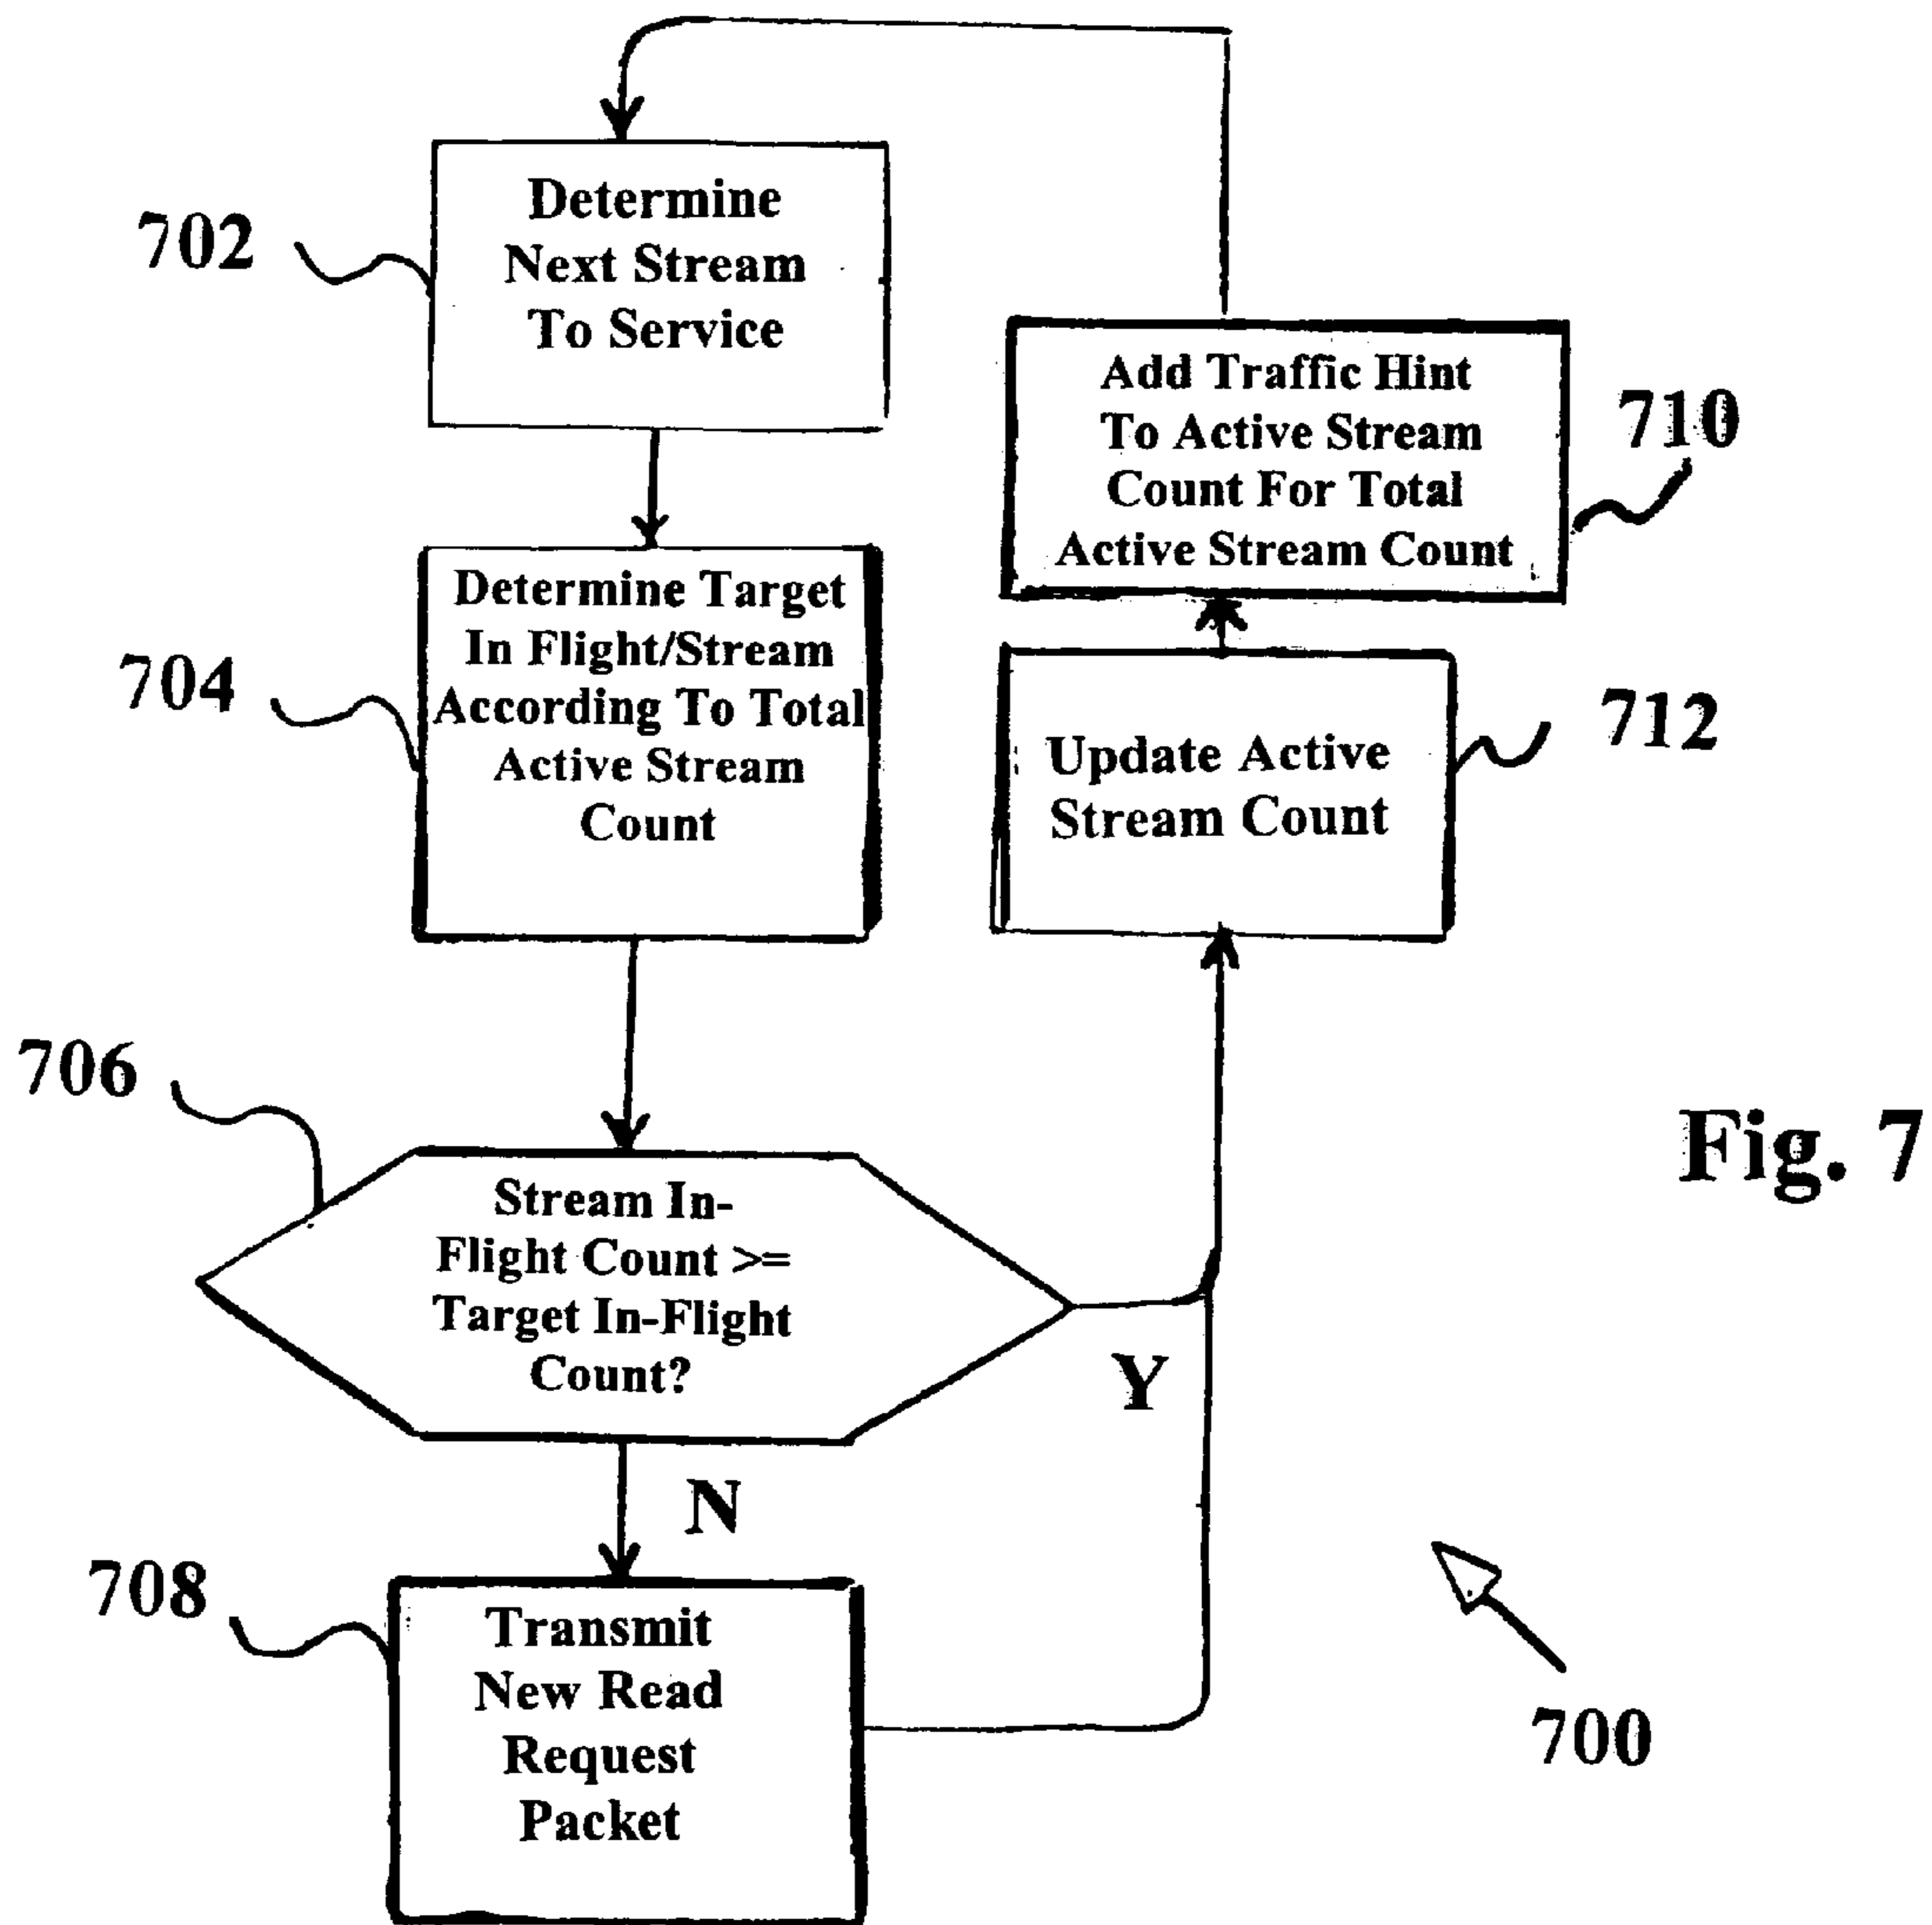 702
Determine
Next Stream
To Service
704
Determine Target
In Flight/Stream
According To Total
Active Stream
Count
706
Stream In-
Flight Count >=
Target In-Flight
Count?
Y
N
708
Transmit
New Read
Request
Packet
Add Traffic Hint
To Active Stream
Count For Total
Active Stream Count
710
Update Active
Stream Count
712
Fig. 7
700